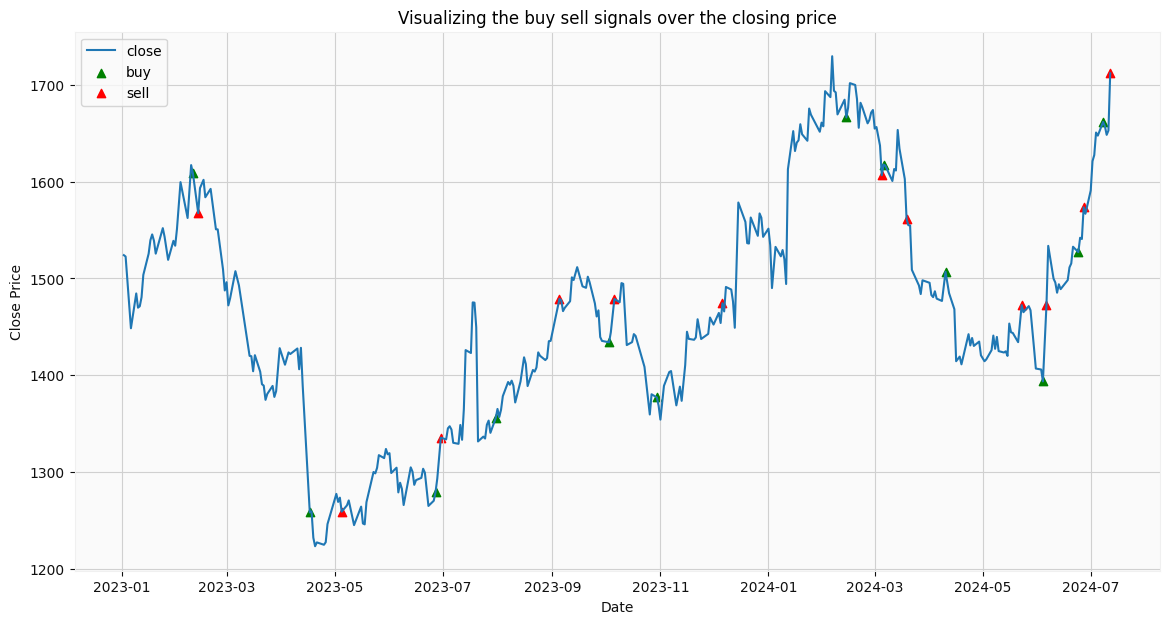 Visualizing the buy sell signals over the closing price
close
buy
sell
Close Price
1700
1600
1500
1400
1300
1200
2023-01 2023-03 2023-05 2023-07 2023-09 2023-11 2024-01 2024-03 2024-05 2024-07
Date